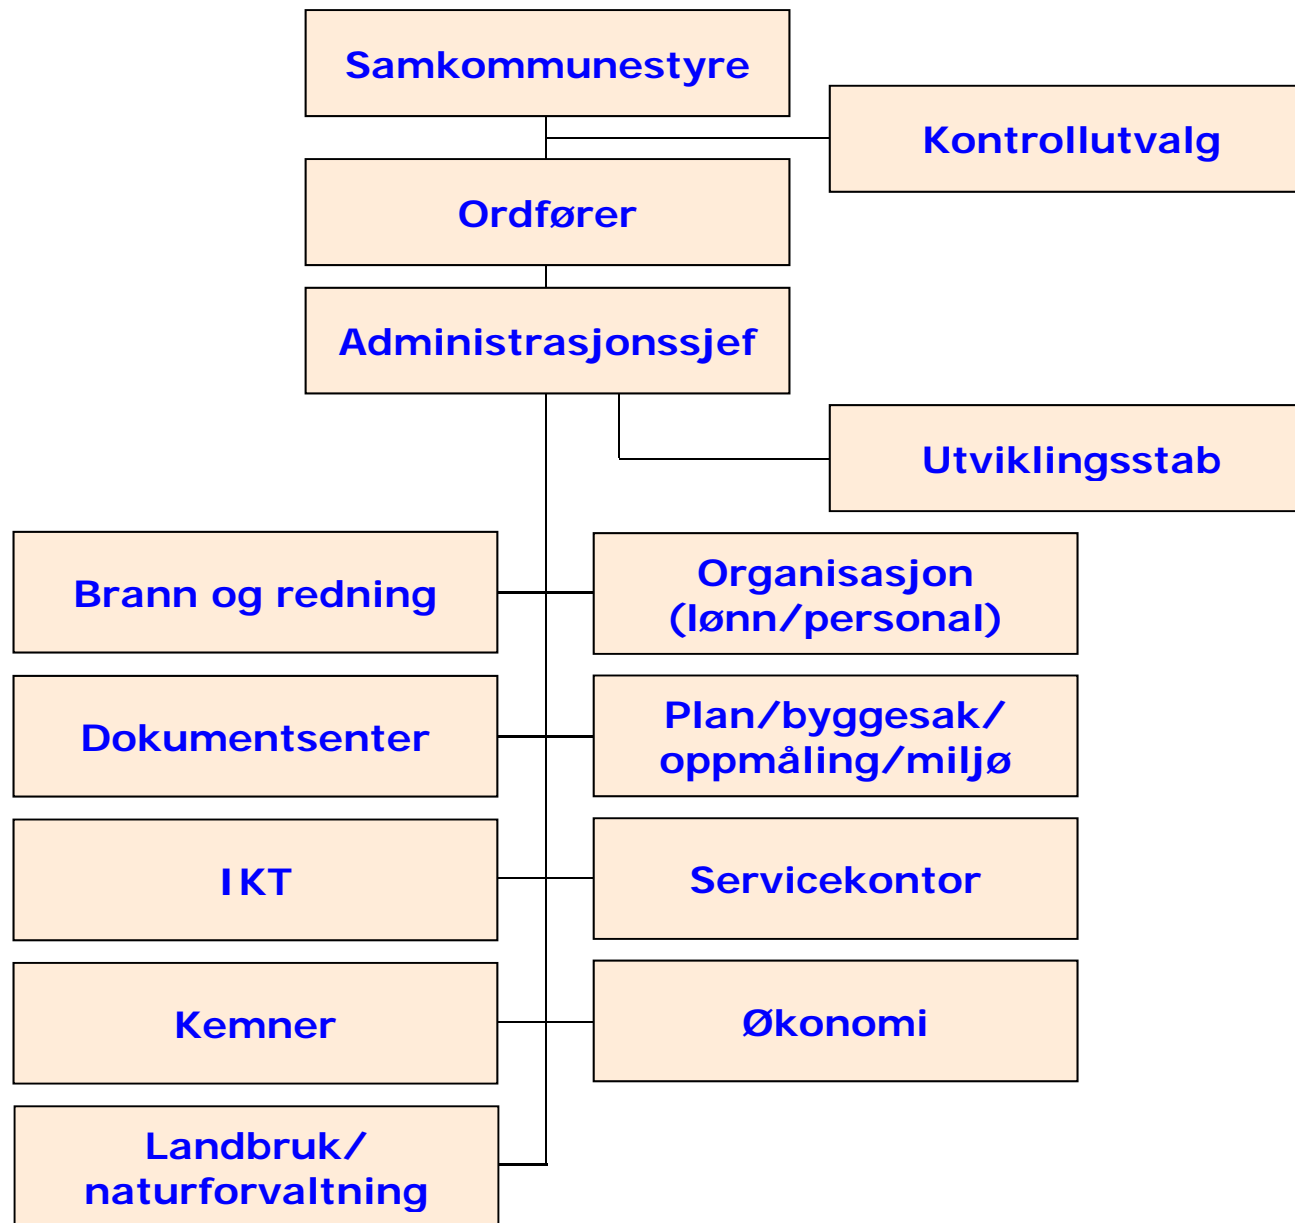 Samkommunestyre
Kontrollutvalg
Ordfører
Administrasjonssjef
Utviklingsstab
Brann og redning
Organisasjon
(lønn/personal)
Dokumentsenter
Plan/byggesak/
oppmåling/miljø
IKT
Servicekontor
Kemner
Økonomi
Landbruk/
naturforvaltning